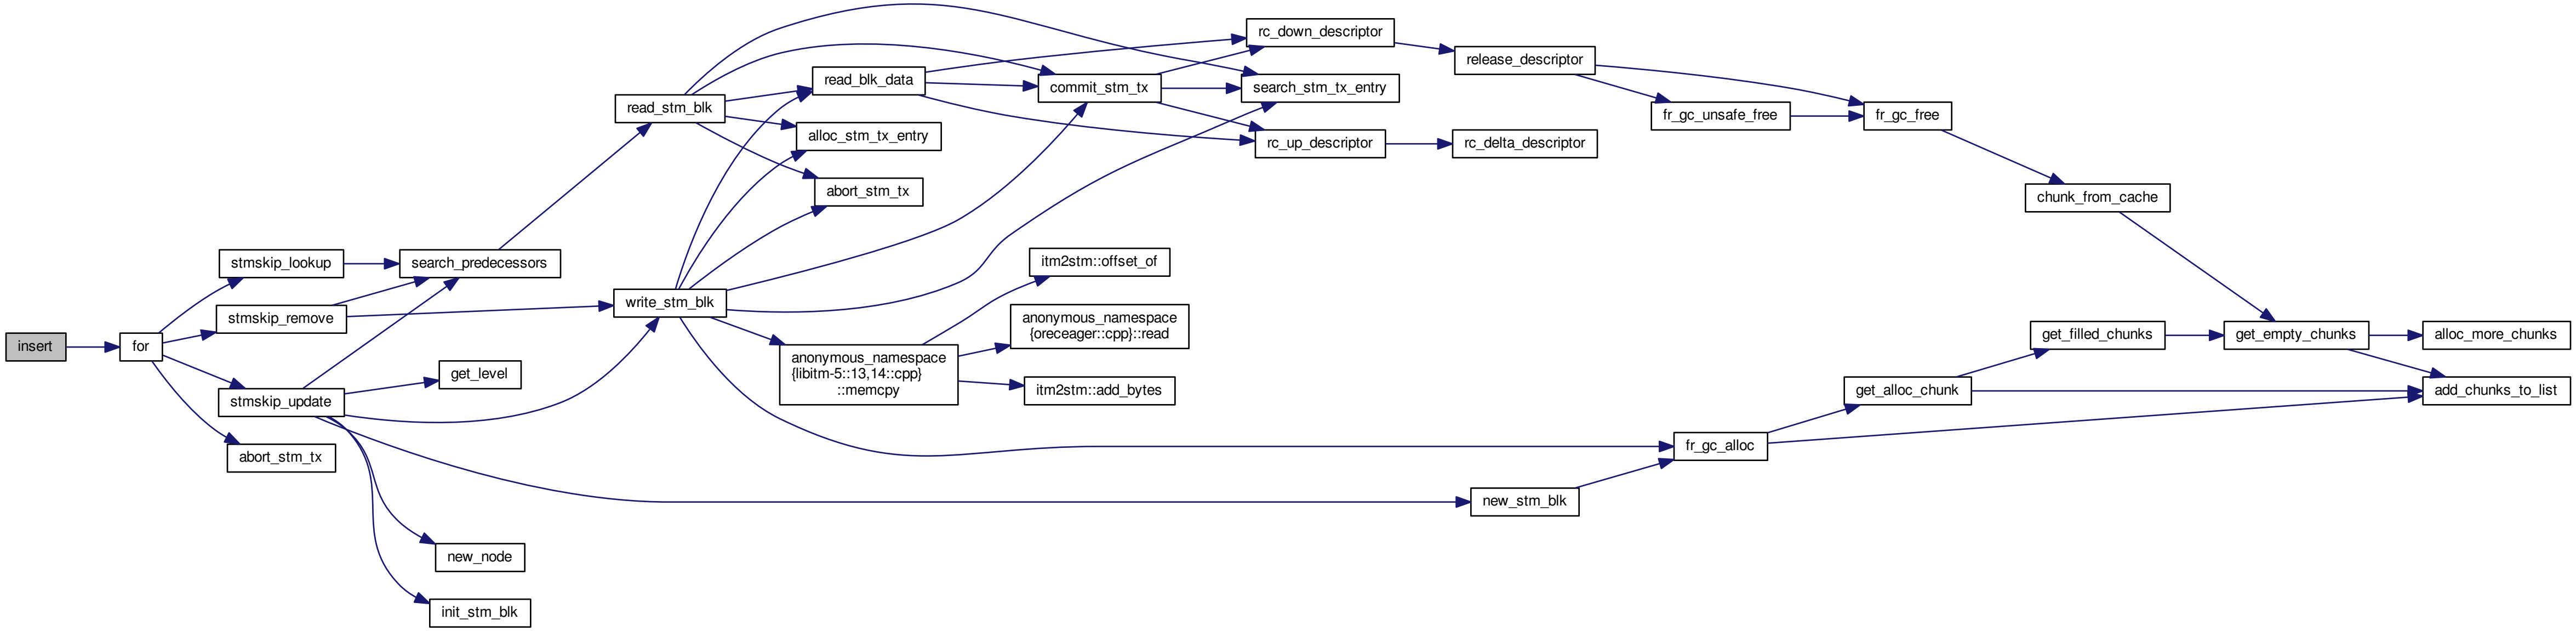 insert
for
stmskip_lookup
stmskip_remove
stmskip_update
abort_stm_tx
search_predecessors
get_level
new_node
init_stm_blk
read_stm_blk
write_stm_blk
read_blk_data
alloc_stm_tx_entry
abort_stm_tx
anonymous_namespace
{libitm-5::13,14::cpp}
::memcpy
commit_stm_tx
itm2stm::offset_of
anonymous_namespace
{oreceager::cpp}::read
itm2stm::add_bytes
rc_down_descriptor
search_stm_tx_entry
rc_up_descriptor
release_descriptor
rc_delta_descriptor
new_stm_blk
fr_gc_unsafe_free
fr_gc_alloc
fr_gc_free
get_alloc_chunk
chunk_from_cache
get_filled_chunks
get_empty_chunks
alloc_more_chunks
add_chunks_to_list